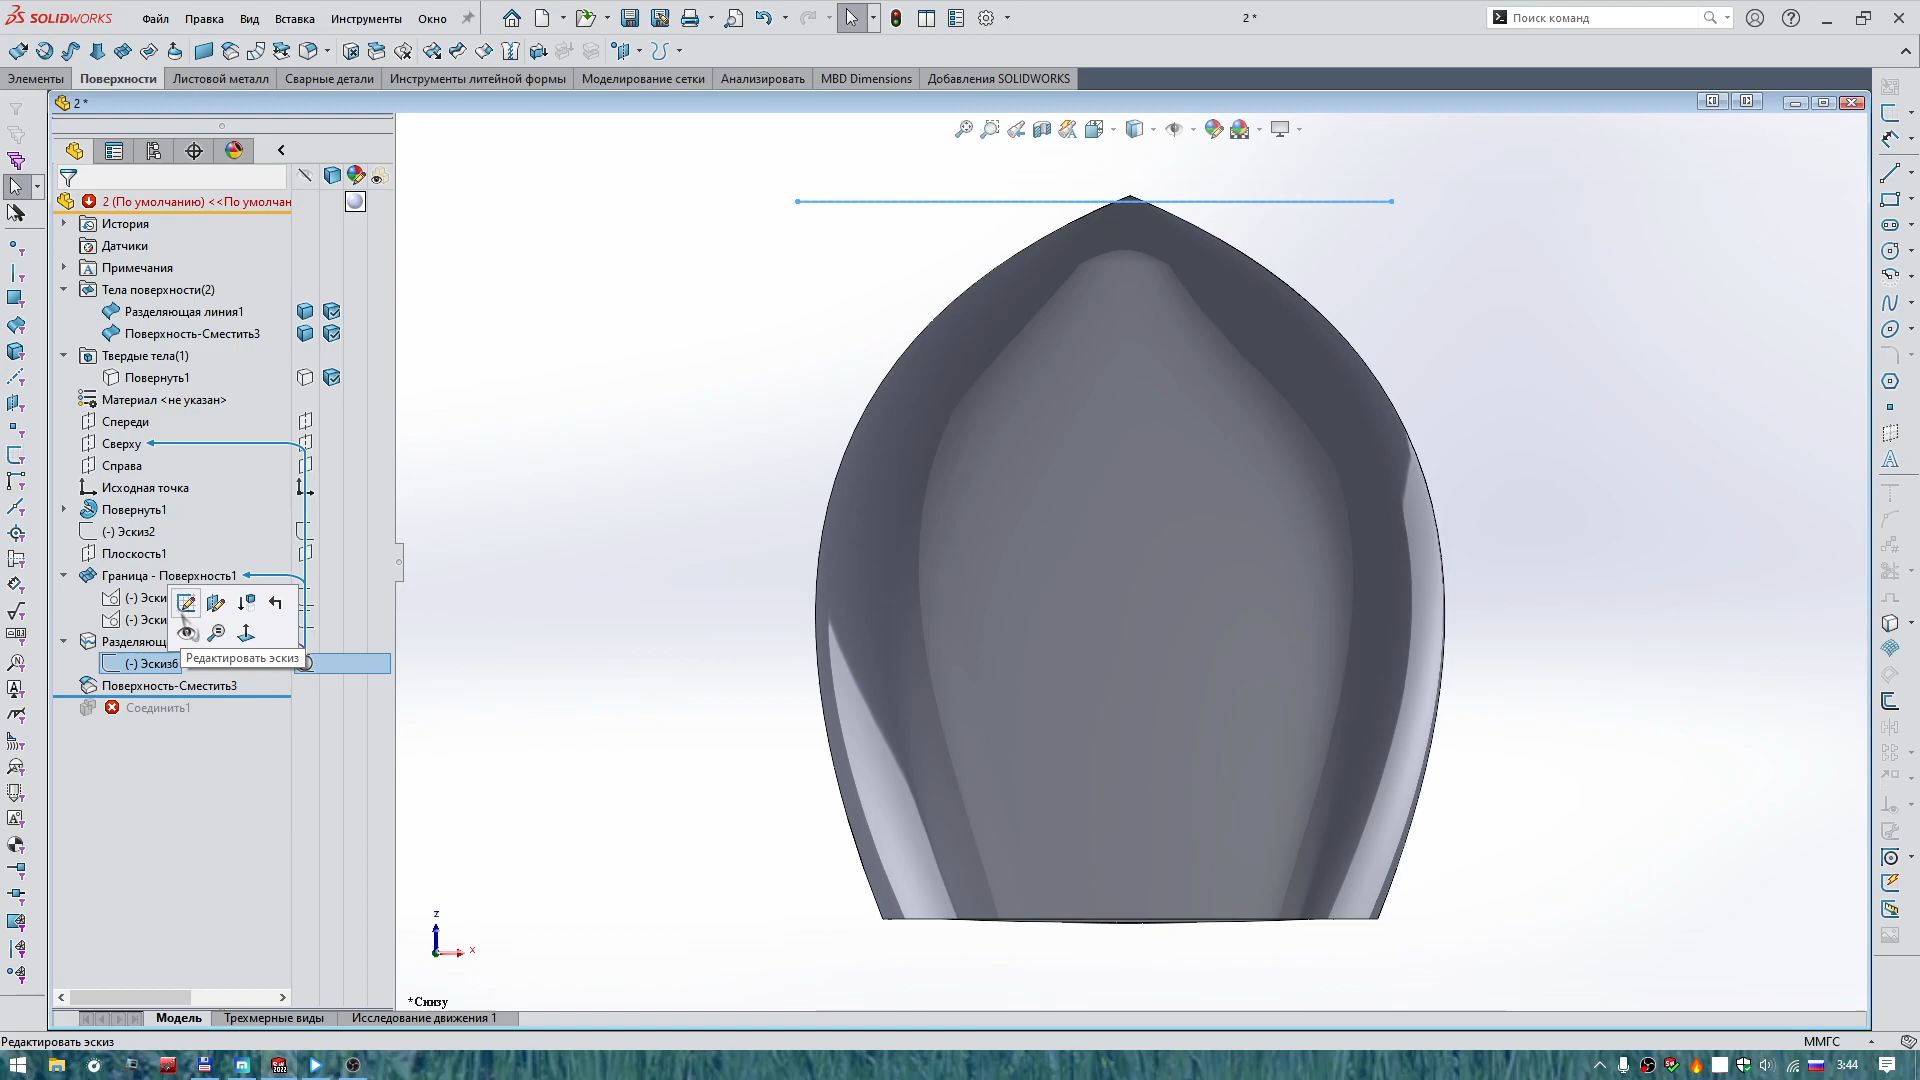 SOLIDWORKS
Файл
Правка
Вид
Вставка
Инструменты
Окно
2 *
Поиск команд
Элементы
Поверхности
Листовой металл
Сварные детали
Инструменты литейной формы
Моделирование сетки
Анализировать
MBD Dimensions
Добавления SOLIDWORKS
2 *
2 (По умолчанию) <<По умолчан
История
Датчики
Примечания
Тела поверхности(2)
Разделяющая линия1
Поверхность-Сместить3
Твердые тела(1)
Повернуть1
Материал <не указан>
Спереди
Сверху
Справа
Исходная точка
Повернуть1
(-) Эскиз2
Плоскость1
Граница - Поверхность1
(-) Эски
(-) Эски
Разделяющ
Редактировать эскиз
(-) Эскиз6
Поверхность-Сместить3
Соединить1
z
x
*Снизу
Модель
Трехмерные виды
Исследование движения 1
Редактировать эскиз
ММГС
3:44